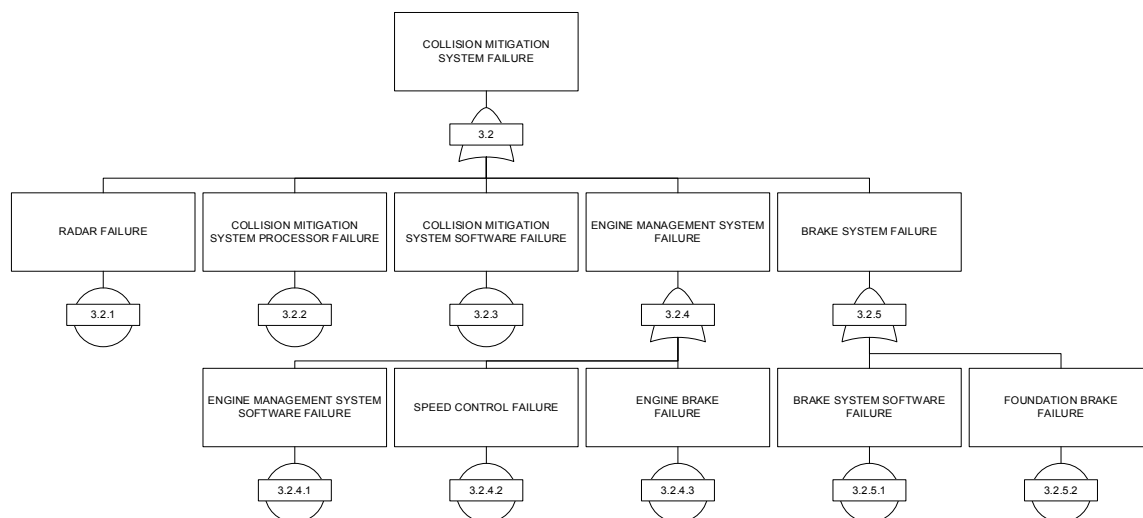 COLLISION MITIGATION
SYSTEM FAILURE
3.2
RADAR FAILURE
COLLISION MITIGATION
SYSTEM PROCESSOR FAILURE
COLLISION MITIGATION
SYSTEM SOFTWARE FAILURE
ENGINE MANAGEMENT SYSTEM
FAILURE
BRAKE SYSTEM FAILURE
3.2.1
3.2.2
3.2.3
3.2.4
3.2.5
ENGINE MANAGEMENT SYSTEM
SOFTWARE FAILURE
SPEED CONTROL FAILURE
ENGINE BRAKE
FAILURE
BRAKE SYSTEM SOFTWARE
FAILURE
FOUNDATION BRAKE
FAILURE
3.2.4.1
3.2.4.2
3.2.4.3
3.2.5.1
3.2.5.2